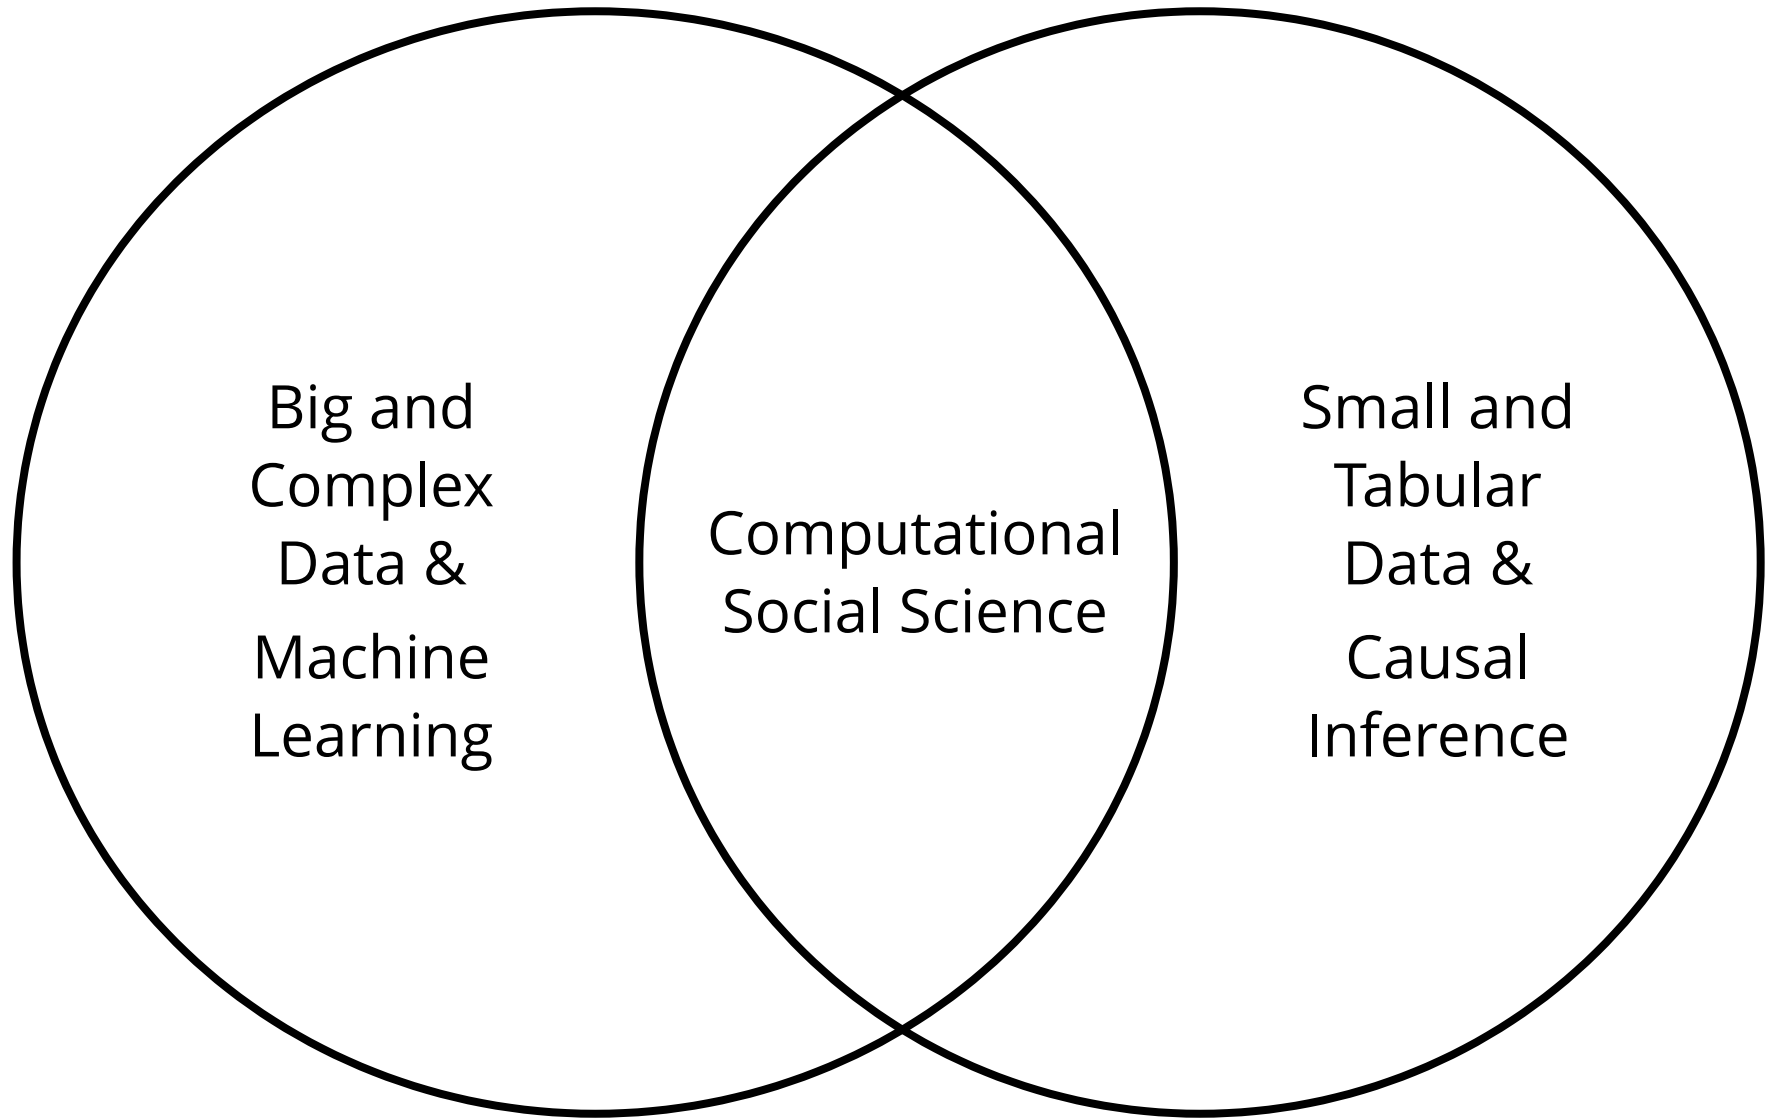 Big and
Complex
Data &
Machine
Learning
Computational
Social Science
Small and
Tabular
Data &
Causal
Inference